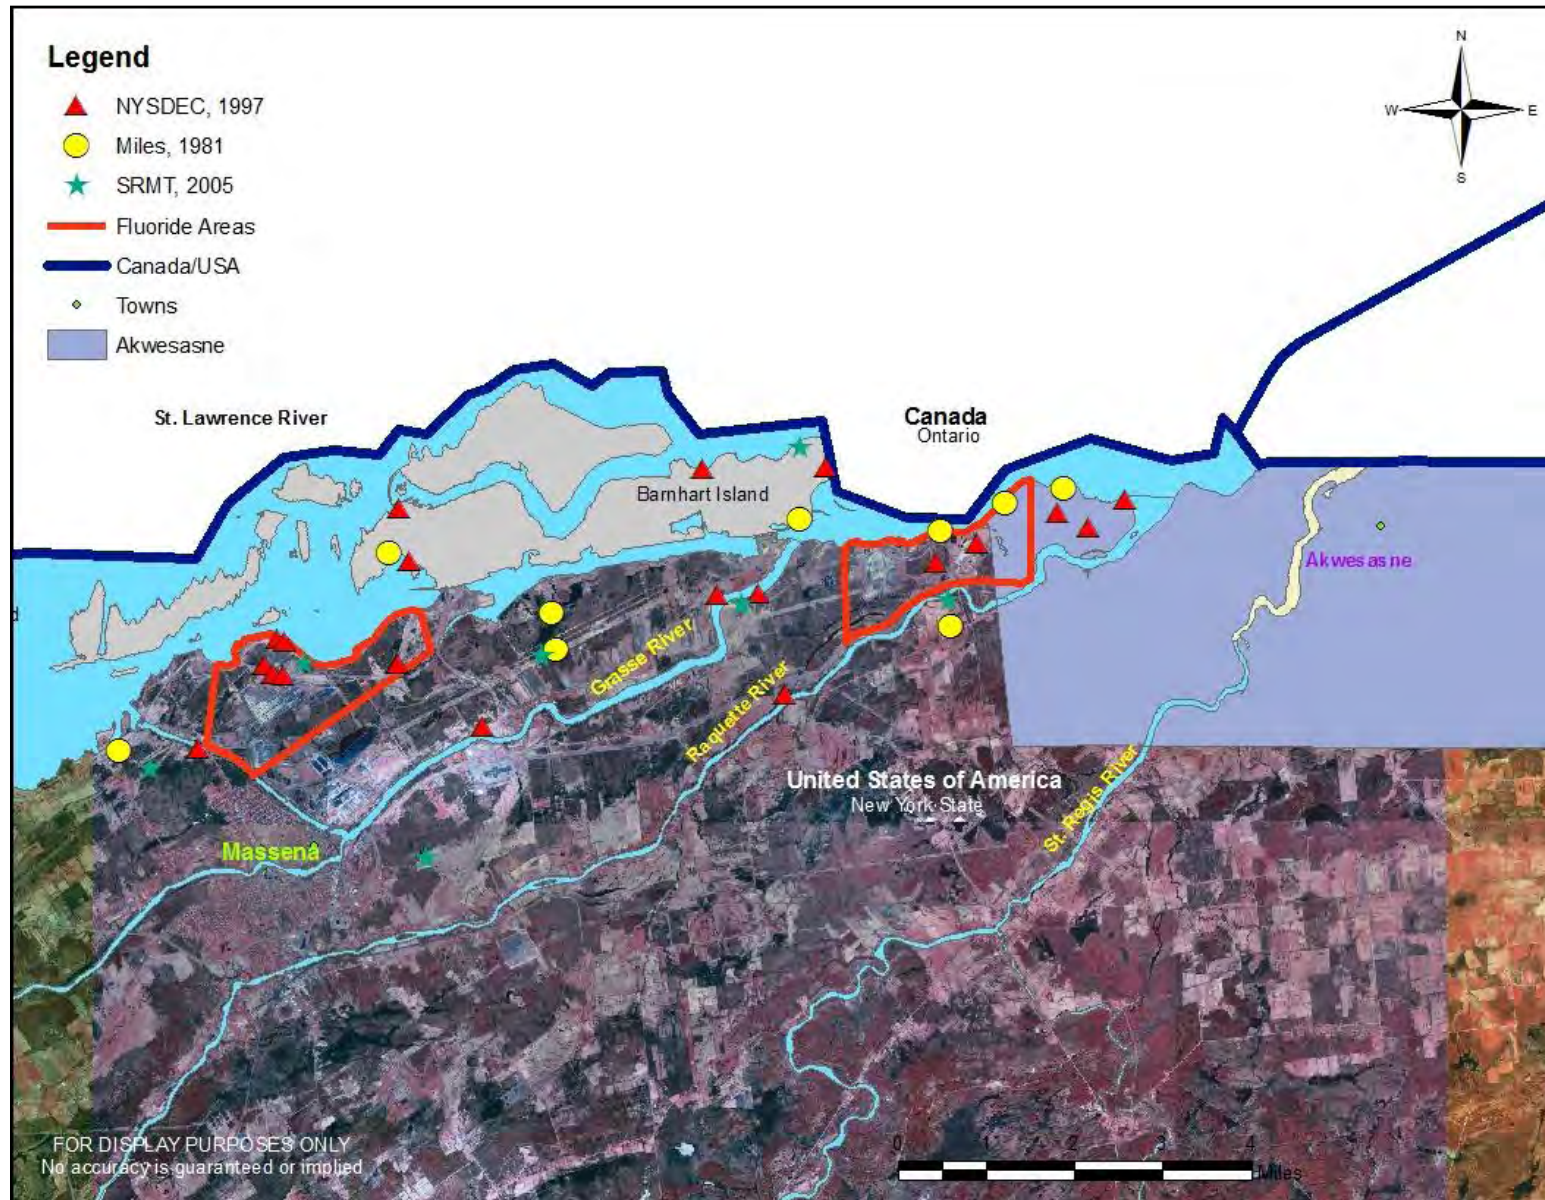 Legend
NYSDEC, 1997
Miles, 1981
SRMT, 2005
Fluoride Areas
Canada/USA
Towns
Akwesasne
N
W
E
S
St. Lawrence River
Canada
Ontario
Barnhart Island
Akwesasne
Grasse River
Raquette River
United States of America
New York State
St. Regis River
Massena
FOR DISPLAY PURPOSES ONLY
No accuracy is guaranteed or implied
0 1 2 3 4
Miles